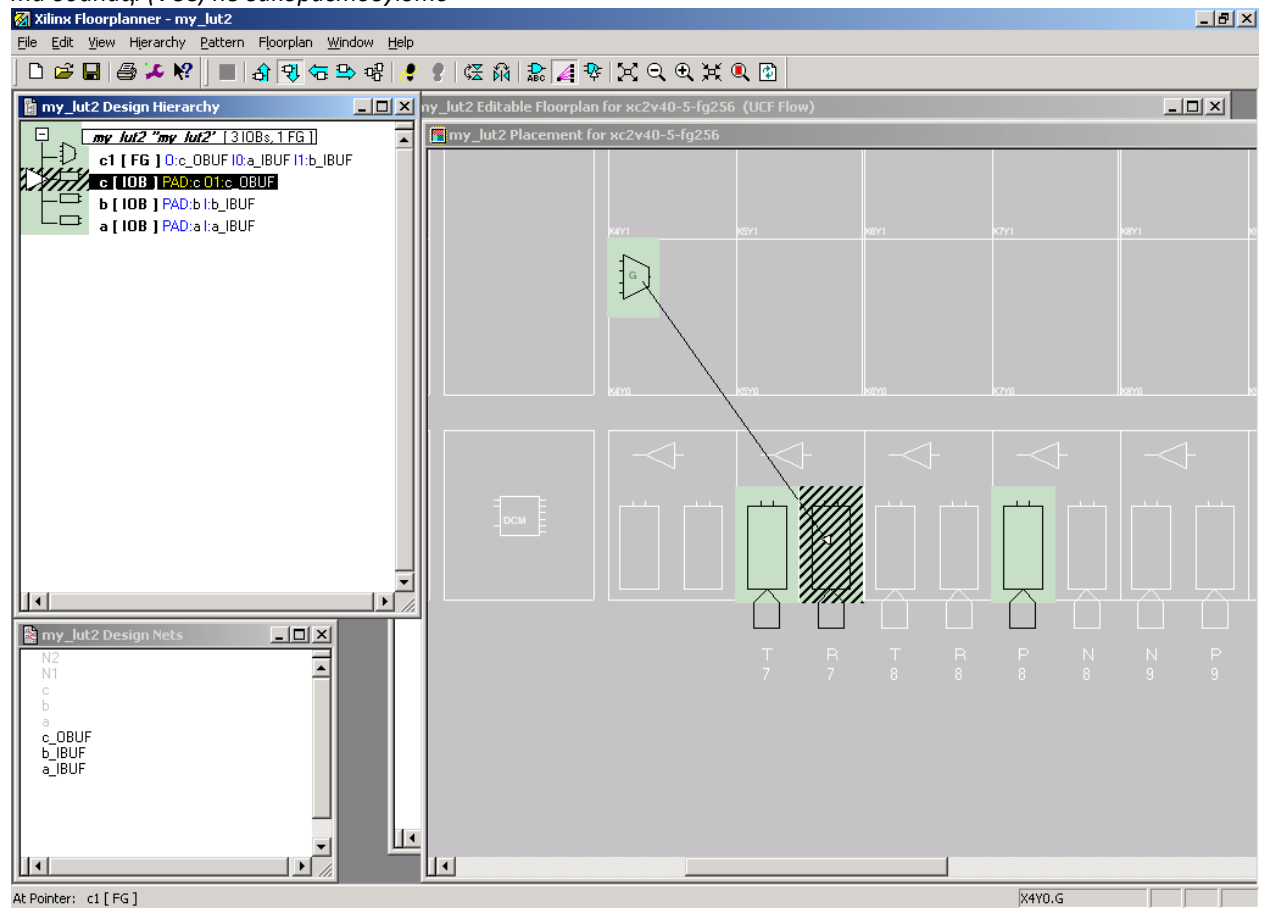 Xilinx Floorplanner - my_lut2
File Edit View Hierarchy Pattern Floorplan Window Help
my_lut2 Design Hierarchy
my_lut2 Editable Floorplan for xc2v40-5-fg256 (UCF Flow)
my_lut2 Placement for xc2v40-5-fg256
my_lut2 "my_lut2" [ 3 IOBs, 1 FG ]
c1 [ FG ] O:c_OBUF I0:a_IBUF I1:b_IBUF
c [ IOB ] PAD:c O1:c_OBUF
b [ IOB ] PAD:b I:b_IBUF
a [ IOB ] PAD:a I:a_IBUF
X4Y1 X5Y1 X6Y1 X7Y1 X8Y1
G
X4Y0 X5Y0 X6Y0 X7Y0 X8Y0
DCM
T R T R P N N P
7 7 8 8 8 8 9 9
my_lut2 Design Nets
N2
N1
c
b
a
c_OBUF
b_IBUF
a_IBUF
At Pointer: c1 [ FG ]
X4Y0.G